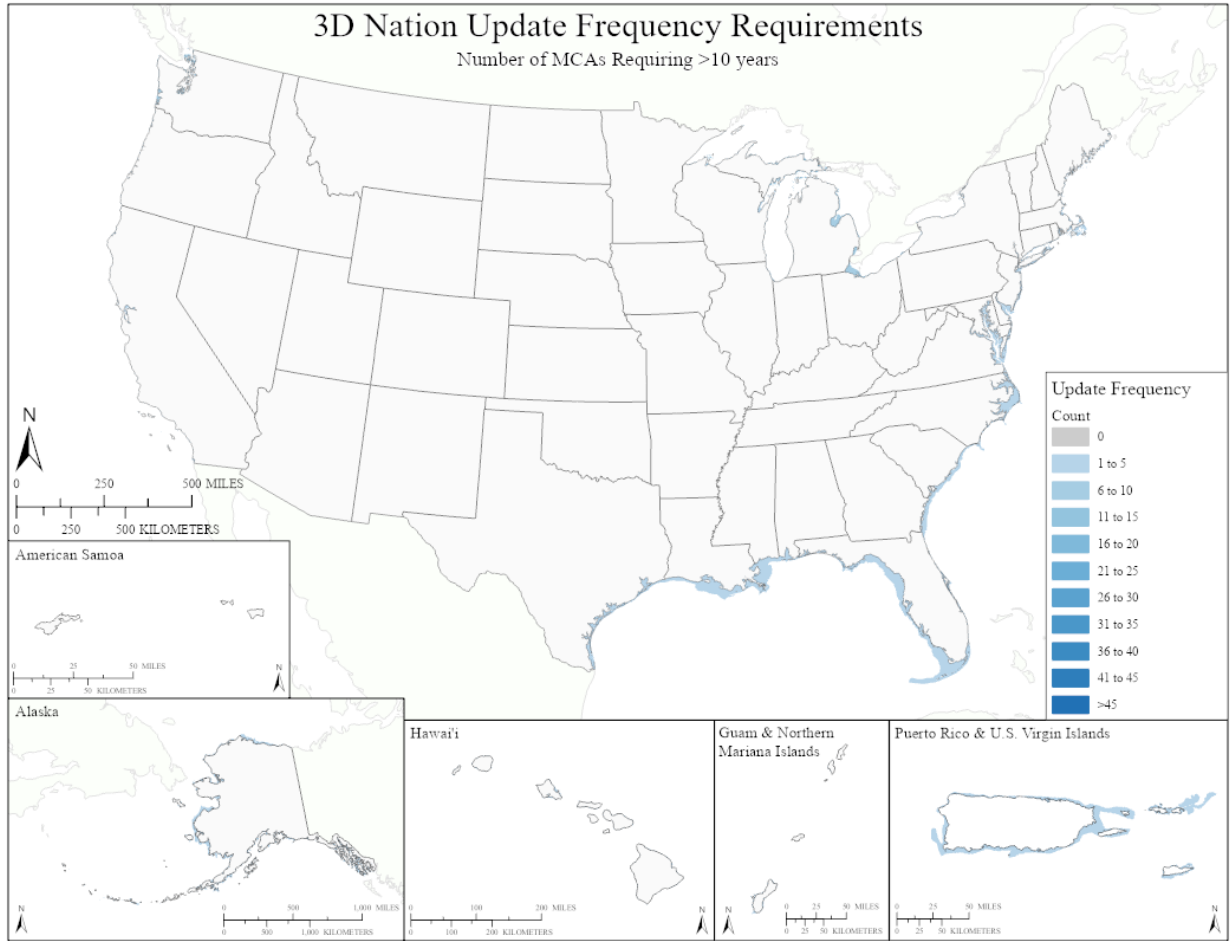 3D Nation Update Frequency Requirements
Number of MCAs Requiring >10 years
N
0 250 500 MILES
0 250 500 KILOMETERS
Update Frequency
Count
0
1 to 5
6 to 10
11 to 15
16 to 20
21 to 25
26 to 30
31 to 35
36 to 40
41 to 45
>45
American Samoa
0 25 50 MILES
0 25 50 KILOMETERS
N
Alaska
N
0 500 1,000 MILES
0 500 1,000 KILOMETERS
Hawai'i
0 100 200 MILES
0 100 200 KILOMETERS
N
Guam & Northern
Mariana Islands
0 25 50 MILES
0 25 50 KILOMETERS
N
Puerto Rico & U.S. Virgin Islands
0 25 50 MILES
0 25 50 KILOMETERS
N